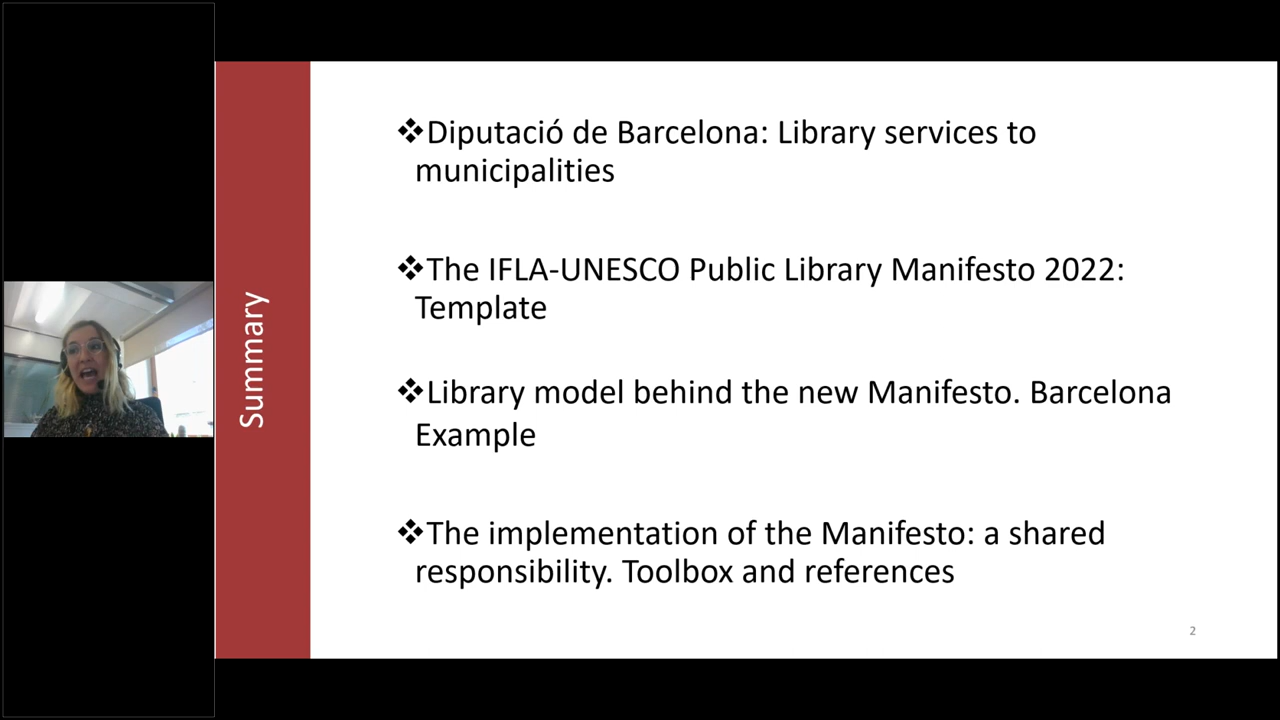 Summary
❖Diputació de Barcelona: Library services to
municipalities
❖The IFLA-UNESCO Public Library Manifesto 2022:
Template
❖Library model behind the new Manifesto. Barcelona
Example
❖The implementation of the Manifesto: a shared
responsibility. Toolbox and references
2